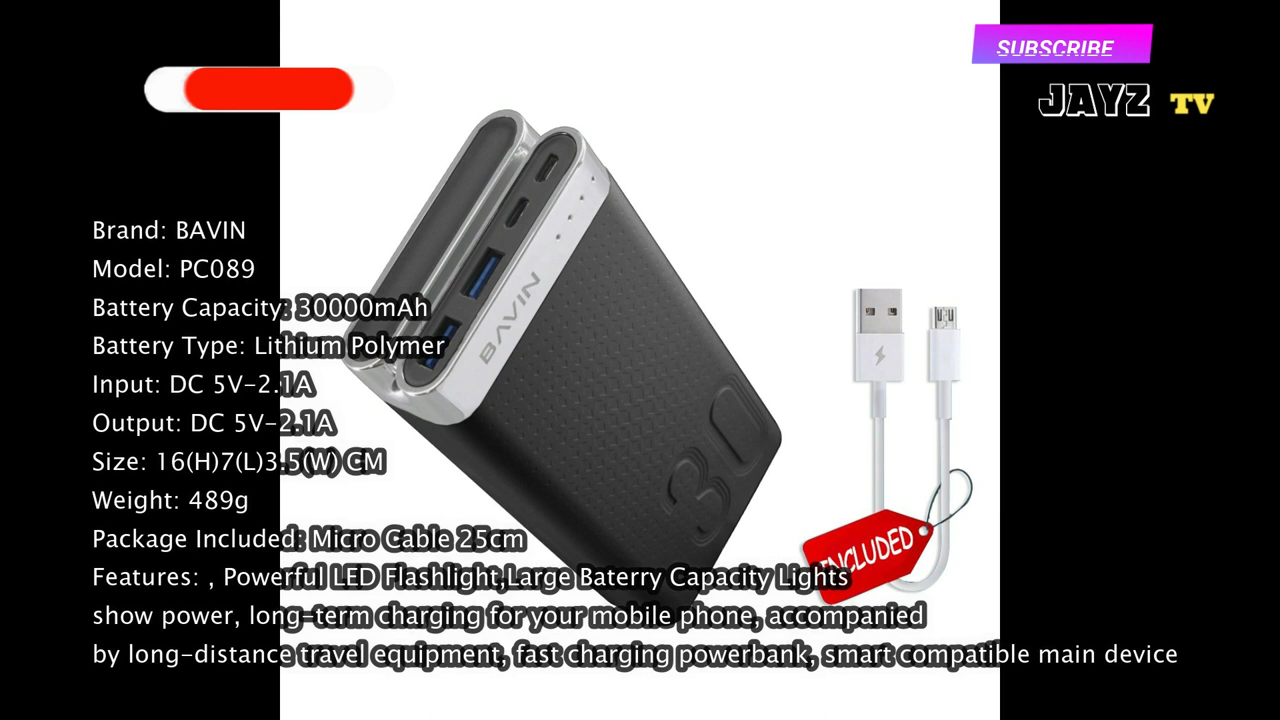 SUBSCRIBE
JAYZ TV
BAVIN
30
INCLUDED
Brand: BAVIN
Model: PC089
Battery Capacity: 30000mAh
Battery Type: Lithium Polymer
Input: DC 5V-2.1A
Output: DC 5V-2.1A
Size: 16(H)7(L)3.5(W) CM
Weight: 489g
Package Included: Micro Cable 25cm
Features: , Powerful LED Flashlight,Large Baterry Capacity Lights
show power, long-term charging for your mobile phone, accompanied
by long-distance travel equipment, fast charging powerbank, smart compatible main device